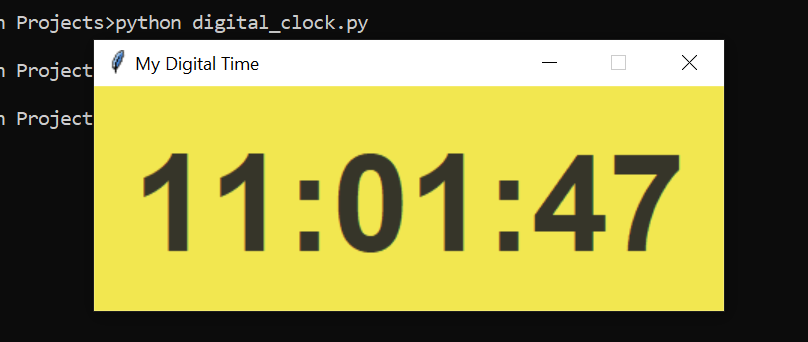 n Projects>python digital_clock.py
My Digital Time
n Project
n Project
11:01:47